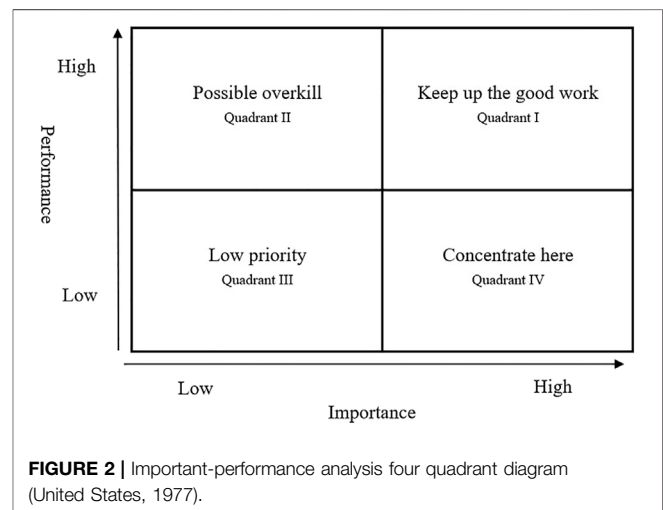 High
Possible overkill
Quadrant II
Keep up the good work
Quadrant I
Performance
Low priority
Quadrant III
Concentrate here
Quadrant IV
Low
Low
High
Importance
FIGURE 2 | Important-performance analysis four quadrant diagram
(United States, 1977).